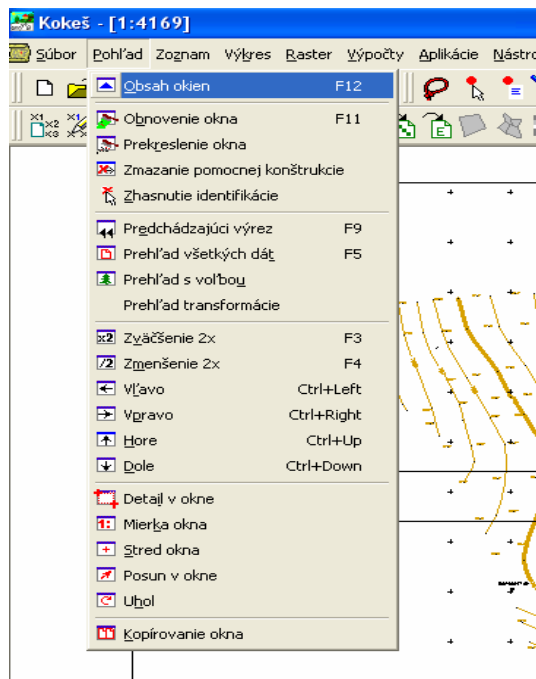 Kokeš - [1:4169]
Súbor Pohľad Zoznam Výkres Raster Výpočty Aplikácie Nástro
Obsah okien F12
Obnovenie okna F11
Prekreslenie okna
Zmazanie pomocnej konštrukcie
Zhasnutie identifikácie
Predchádzajúci výrez F9
Prehľad všetkých dát F5
Prehľad s voľbou
Prehľad transformácie
x2 Zväčšenie 2x F3
/2 Zmenšenie 2x F4
Vľavo Ctrl+Left
Vpravo Ctrl+Right
Hore Ctrl+Up
Dole Ctrl+Down
Detail v okne
1: Mierka okna
Stred okna
Posun v okne
Uhol
Kopírovanie okna